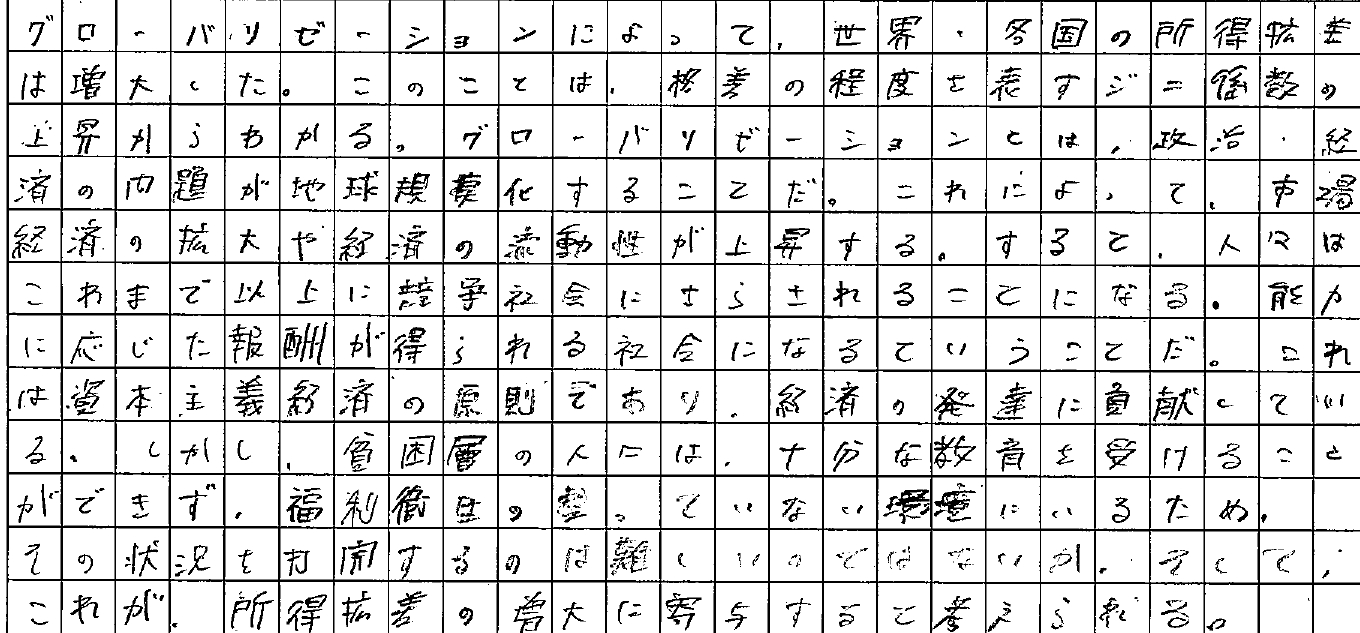 グローバリゼーションによって、世界・各国の所得拡差
は増大した。このことは、格差の程度を表すジニ係数の
上昇からわかる。グローバリゼーションとは、政治・経
済の内題が地球規模化することだ。これによって、市場
経済の拡大や経済の流動性が上昇する。すると、人々は
これまで以上に競争社会にさらされることになる。能力
に応じた報酬が得られる社会になるということだ。これ
は資本主義経済の原則であり、経済の発達に貢献してい
る。しかし、貧困層の人には、十分な教育を受けること
ができず、福利衛生の整っていない環境にいるため、
その状況を打開するのは難しいのではないか。そして、
これが、所得拡差の増大に寄与すると考えられる。